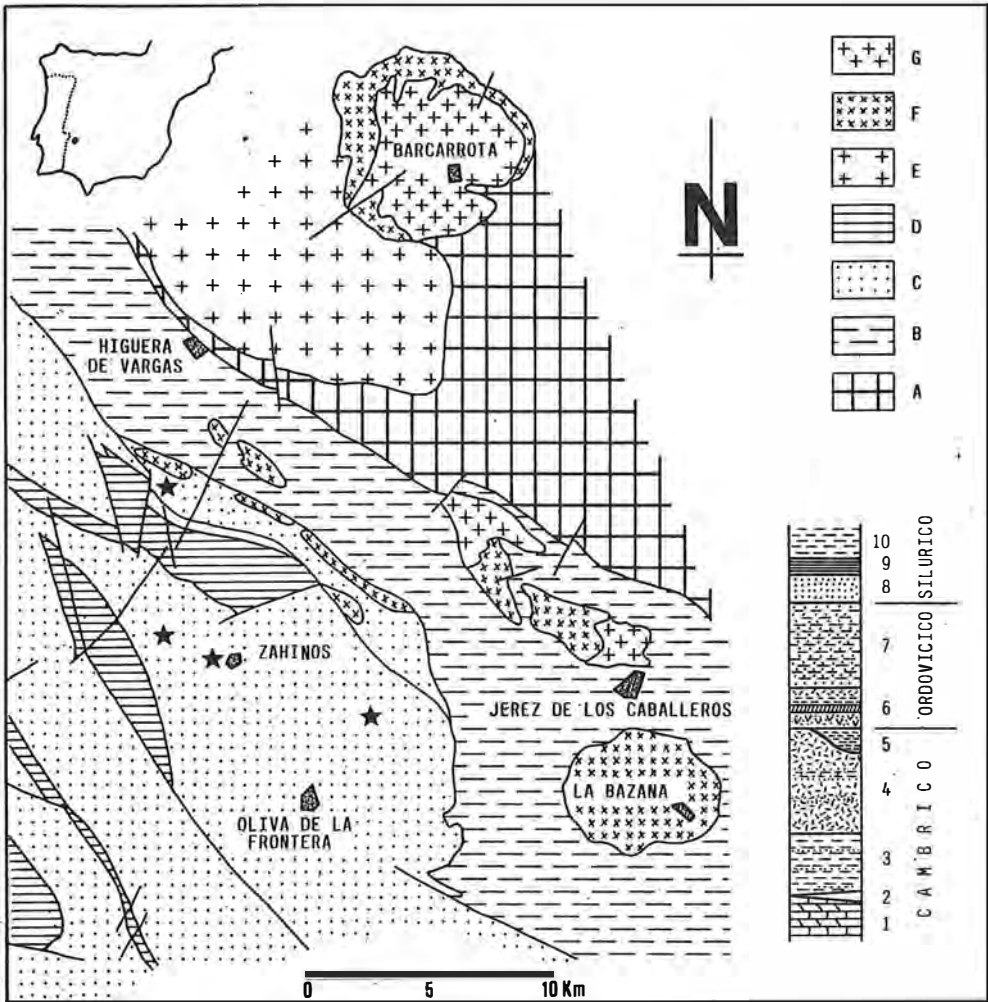 G
F
BARCARROTA
E
N
D
C
HIGUERA
DE VARGAS
B
A
SILURICO
10
9
8
ORDOVICICO
7
6
CAMBRICO
5
4
3
2
1
ZAHINOS
JEREZ DE LOS CABALLEROS
LA BAZANA
OLIVA DE LA
FRONTERA
0 5 10 Km